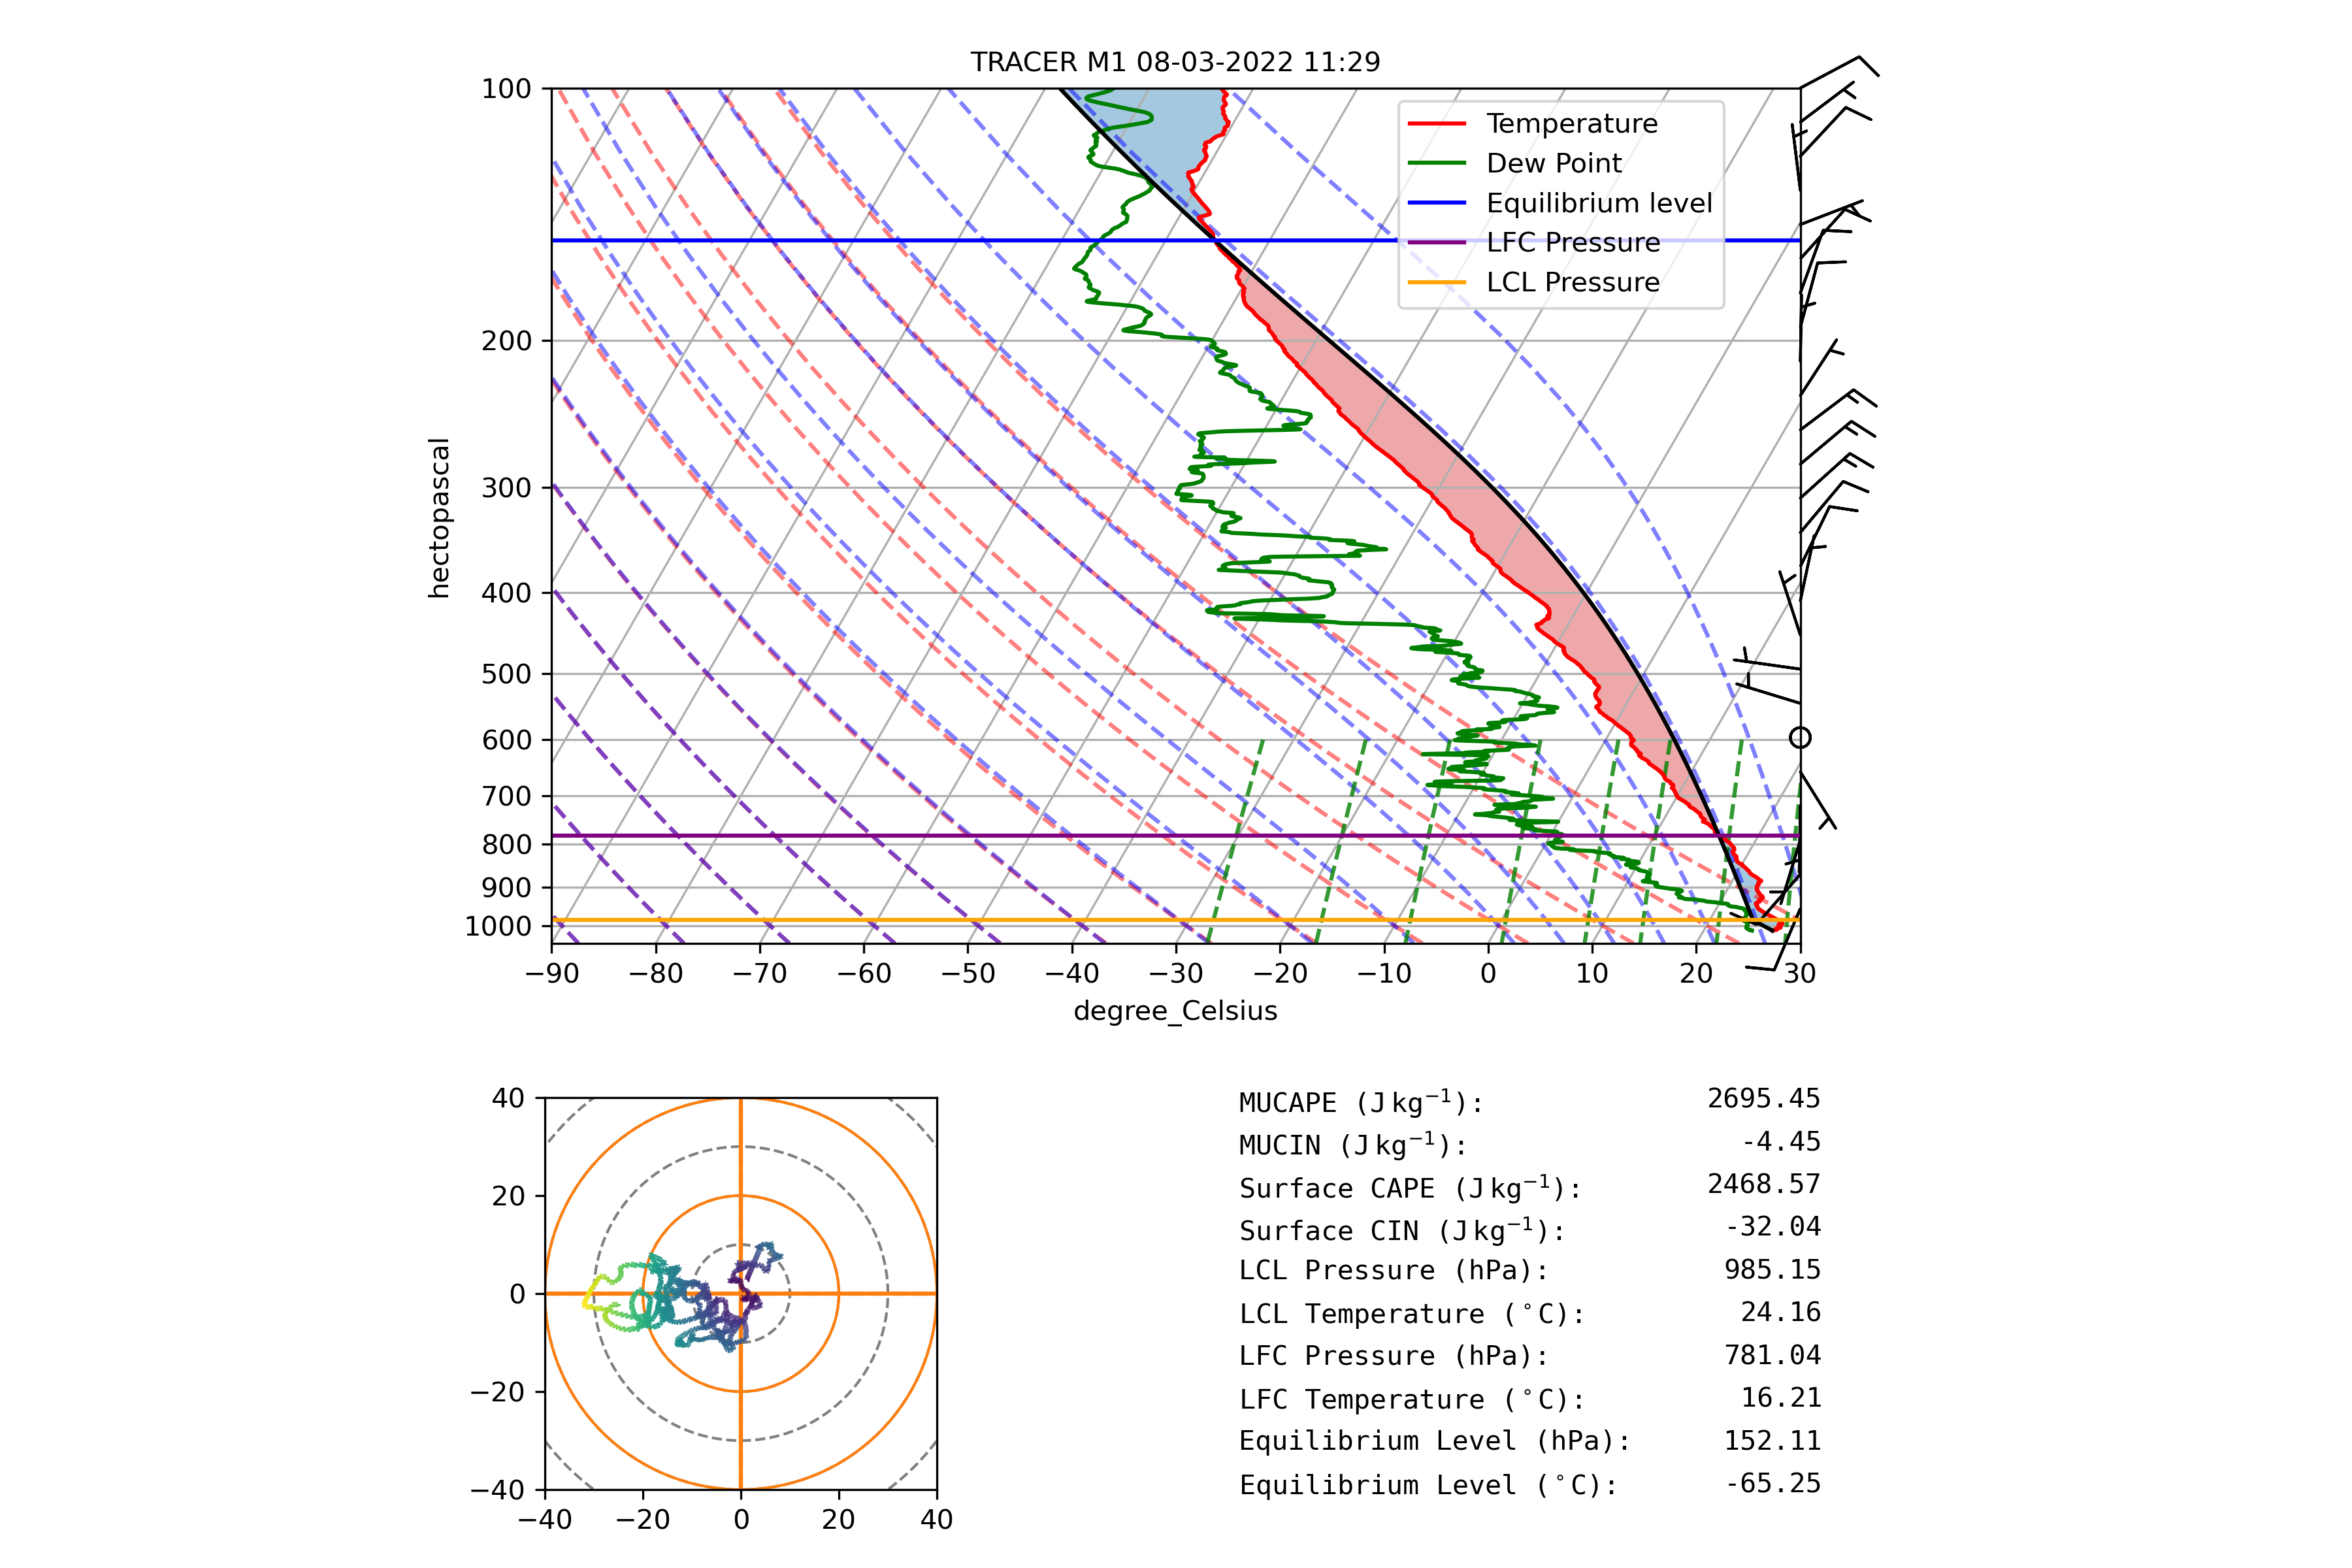 TRACER M1 08-03-2022 11:29
100
200
300
400
500
600
700
800
900
1000
hectopascal
Temperature
Dew Point
Equilibrium level
LFC Pressure
LCL Pressure
−90 −80 −70 −60 −50 −40 −30 −20 −10 0 10 20 30
degree_Celsius
40
20
0
−20
−40
−40 −20 0 20 40
MUCAPE (J kg⁻¹): 2695.45
MUCIN (J kg⁻¹): -4.45
Surface CAPE (J kg⁻¹): 2468.57
Surface CIN (J kg⁻¹): -32.04
LCL Pressure (hPa): 985.15
LCL Temperature (°C): 24.16
LFC Pressure (hPa): 781.04
LFC Temperature (°C): 16.21
Equilibrium Level (hPa): 152.11
Equilibrium Level (°C): -65.25